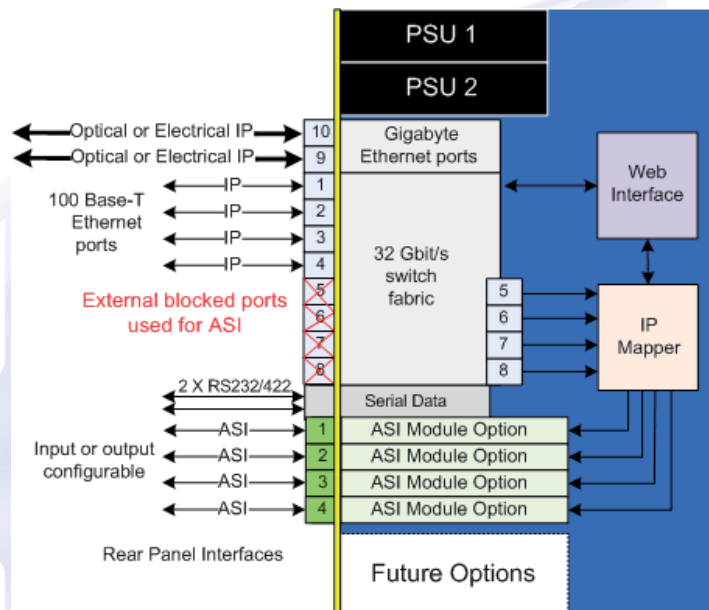 PSU 1
PSU 2
Optical or Electrical IP
10
Gigabyte
Ethernet ports
Optical or Electrical IP
9
100 Base-T
Ethernet
ports
IP
1
IP
2
IP
3
IP
4
32 Gbit/s
switch
fabric
Web
Interface
External blocked ports
used for ASI
5
6
7
8
5
6
7
8
IP
Mapper
2 X RS232/422
Serial Data
Input or output
configurable
ASI
1
ASI Module Option
ASI
2
ASI Module Option
ASI
3
ASI Module Option
ASI
4
ASI Module Option
Rear Panel Interfaces
Future Options